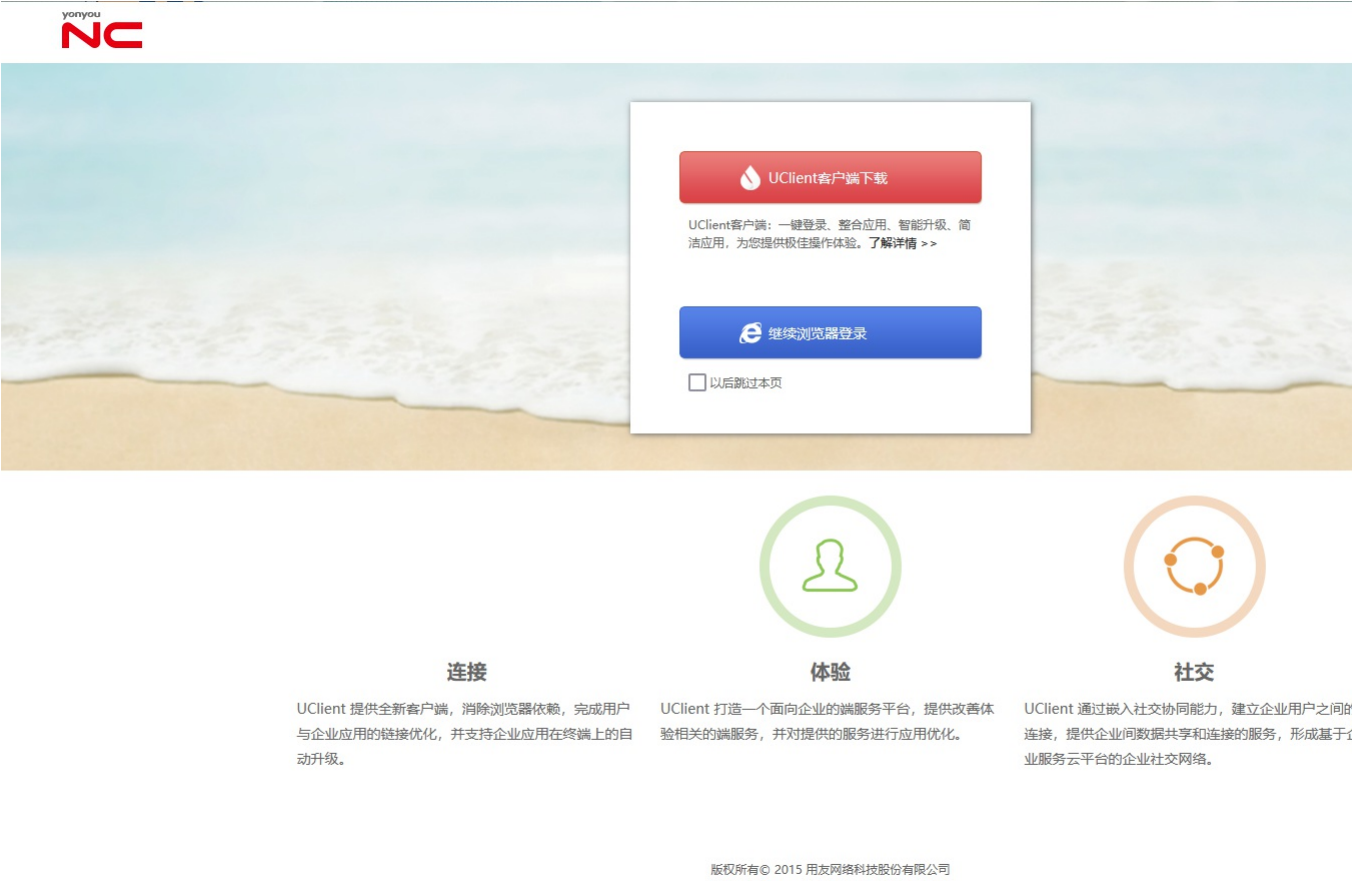 yonyou
NC
UClient客户端下载
UClient客户端：一键登录、整合应用、智能升级、简
洁应用，为您提供极佳操作体验。了解详情 >>
继续浏览器登录
以后跳过本页
连接
UClient 提供全新客户端，消除浏览器依赖，完成用户
与企业应用的链接优化，并支持企业应用在终端上的自
动升级。
体验
UClient 打造一个面向企业的端服务平台，提供改善体
验相关的端服务，并对提供的服务进行应用优化。
社交
UClient 通过嵌入社交协同能力，建立企业用户之间的
连接，提供企业间数据共享和连接的服务，形成基于企
业服务云平台的企业社交网络。
版权所有© 2015 用友网络科技股份有限公司